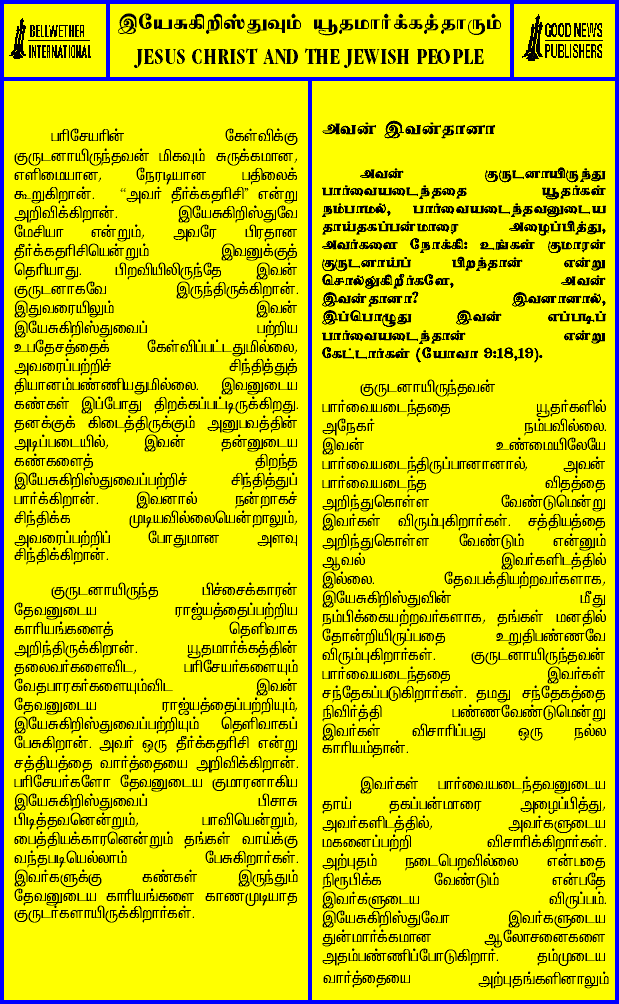 BELLWETHER
INTERNATIONAL
இயேசுகிறிஸ்துவும் யூதமார்க்கத்தாரும்
JESUS CHRIST AND THE JEWISH PEOPLE
GOOD NEWS
PUBLISHERS
பரிசேயரின் கேள்விக்கு
குருடனாயிருந்தவன் மிகவும் சுருக்கமான,
எளிமையான, நேரடியான பதிலைக்
கூறுகிறான். “அவர் தீர்க்கதரிசி” என்று
அறிவிக்கிறான். இயேசுகிறிஸ்துவே
மேசியா என்றும், அவரே பிரதான
தீர்க்கதரிசியென்றும் இவனுக்குத்
தெரியாது. பிறவியிலிருந்தே இவன்
குருடனாகவே இருந்திருக்கிறான்.
இதுவரையிலும் இவன்
இயேசுகிறிஸ்துவைப் பற்றிய
உபதேசத்தைக் கேள்விப்பட்டதுமில்லை,
அவரைப்பற்றிச் சிந்தித்துத்
தியானம்பண்ணியதுமில்லை. இவனுடைய
கண்கள் இப்போது திறக்கப்பட்டிருக்கிறது.
தனக்குக் கிடைத்திருக்கும் அனுபவத்தின்
அடிப்படையில், இவன் தன்னுடைய
கண்களைத் திறந்த
இயேசுகிறிஸ்துவைப்பற்றிச் சிந்தித்துப்
பார்க்கிறான். இவனால் நன்றாகச்
சிந்திக்க முடியவில்லையென்றாலும்,
அவரைப்பற்றிப் போதுமான அளவு
சிந்திக்கிறான்.
குருடனாயிருந்த பிச்சைக்காரன்
தேவனுடைய ராஜ்யத்தைப்பற்றிய
காரியங்களைத் தெளிவாக
அறிந்திருக்கிறான். யூதமார்க்கத்தின்
தலைவர்களைவிட, பரிசேயர்களையும்
வேதபாரகர்களையும்விட இவன்
தேவனுடைய ராஜ்யத்தைப்பற்றியும்,
இயேசுகிறிஸ்துவைப்பற்றியும் தெளிவாகப்
பேசுகிறான். அவர் ஒரு தீர்க்கதரிசி என்று
சத்தியத்தை வார்த்தையை அறிவிக்கிறான்.
பரிசேயர்களோ தேவனுடைய குமாரனாகிய
இயேசுகிறிஸ்துவைப் பிசாசு
பிடித்தவனென்றும், பாவியென்றும்,
பைத்தியக்காரனென்றும் தங்கள் வாய்க்கு
வந்தபடியெல்லாம் பேசுகிறார்கள்.
இவர்களுக்கு கண்கள் இருந்தும்
தேவனுடைய காரியங்களை காணமுடியாத
குருடர்களாயிருக்கிறார்கள்.
அவன் இவன்தானா
அவன் குருடனாயிருந்து
பார்வையடைந்ததை யூதர்கள்
நம்பாமல், பார்வையடைந்தவனுடைய
தாய்தகப்பன்மாரை அழைப்பித்து,
அவர்களை நோக்கி: உங்கள் குமாரன்
குருடனாய்ப் பிறந்தான் என்று
சொல்லுகிறீர்களே, அவன்
இவன்தானா? இவனானால்,
இப்பொழுது இவன் எப்படிப்
பார்வையடைந்தான் என்று
கேட்டார்கள் (யோவா 9:18,19).
குருடனாயிருந்தவன்
பார்வையடைந்ததை யூதர்களில்
அநேகர் நம்பவில்லை.
இவன் உண்மையிலேயே
பார்வையடைந்திருப்பானானால், அவன்
பார்வையடைந்த விதத்தை
அறிந்துகொள்ள வேண்டுமென்று
இவர்கள் விரும்புகிறார்கள். சத்தியத்தை
அறிந்துகொள்ள வேண்டும் என்னும்
ஆவல் இவர்களிடத்தில்
இல்லை. தேவபக்தியற்றவர்களாக,
இயேசுகிறிஸ்துவின் மீது
நம்பிக்கையற்றவர்களாக, தங்கள் மனதில்
தோன்றியிருப்பதை உறுதிபண்ணவே
விரும்புகிறார்கள். குருடனாயிருந்தவன்
பார்வையடைந்ததை இவர்கள்
சந்தேகப்படுகிறார்கள். தமது சந்தேகத்தை
நிவிர்த்தி பண்ணவேண்டுமென்று
இவர்கள் விசாரிப்பது ஒரு நல்ல
காரியம்தான்.
இவர்கள் பார்வையடைந்தவனுடைய
தாய் தகப்பன்மாரை அழைப்பித்து,
அவர்களிடத்தில், அவர்களுடைய
மகனைப்பற்றி விசாரிக்கிறார்கள்.
அற்புதம் நடைபெறவில்லை என்பதை
நிரூபிக்க வேண்டும் என்பதே
இவர்களுடைய விருப்பம்.
இயேசுகிறிஸ்துவோ இவர்களுடைய
துன்மார்க்கமான ஆலோசனைகளை
அதம்பண்ணிப்போடுகிறார். தம்முடைய
வார்த்தையை அற்புதங்களினாலும்